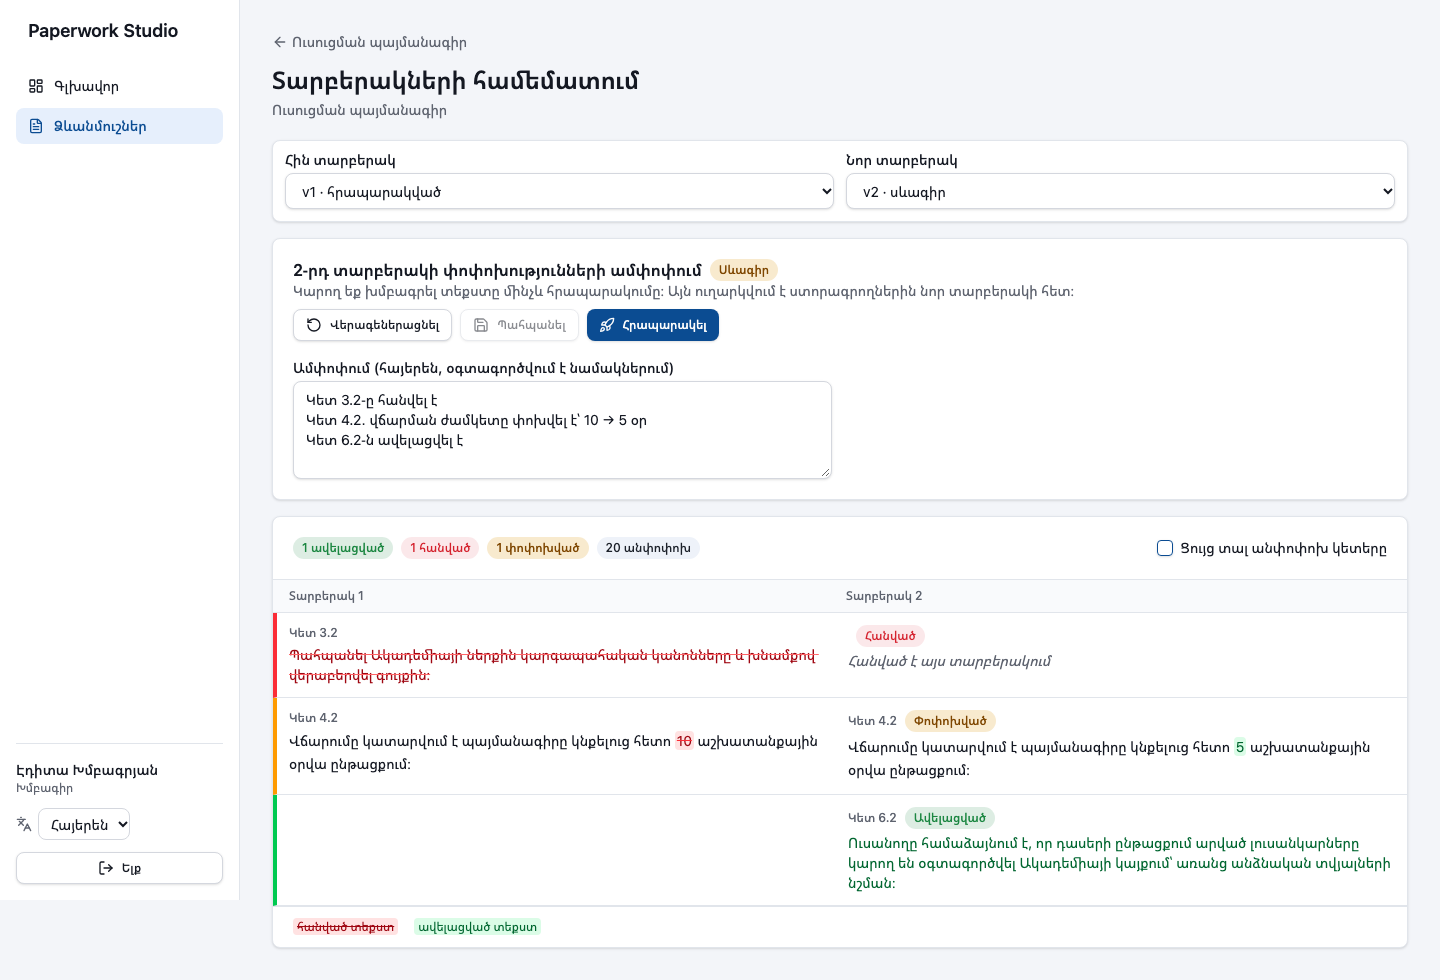 Paperwork Studio
Գլխավոր
Ձևանմուշներ
Էդիտա Խմբագրյան
Խմբագիր
Հայերեն
Ելք
Ուսուցման պայմանագիր
Տարբերակների համեմատում
Ուսուցման պայմանագիր
Հին տարբերակ
Նոր տարբերակ
v1 · հրապարակված
v2 · սևագիր
2-րդ տարբերակի փոփոխությունների ամփոփում Սևագիր
Կարող եք խմբագրել տեքստը մինչև հրապարակումը։ Այն ուղարկվում է ստորագրողներին նոր տարբերակի հետ։
Վերագեներացնել Պահպանել Հրապարակել
Ամփոփում (հայերեն, օգտագործվում է նամակներում)
Կետ 3.2-ը հանվել է
Կետ 4.2. վճարման ժամկետը փոխվել է՝ 10 → 5 օր
Կետ 6.2-ն ավելացվել է
1 ավելացված 1 հանված 1 փոփոխված 20 անփոփոխ Ցույց տալ անփոփոխ կետերը
Տարբերակ 1 Տարբերակ 2
Կետ 3.2
Պահպանել Ակադեմիայի ներքին կարգապահական կանոնները և խնամքով
վերաբերվել գույքին։
Հանված
Հանված է այս տարբերակում
Կետ 4.2
Վճարումը կատարվում է պայմանագիրը կնքելուց հետո 10 աշխատանքային
օրվա ընթացքում։
Կետ 4.2 Փոփոխված
Վճարումը կատարվում է պայմանագիրը կնքելուց հետո 5 աշխատանքային
օրվա ընթացքում։
Կետ 6.2 Ավելացված
Ուսանողը համաձայնում է, որ դասերի ընթացքում արված լուսանկարները
կարող են օգտագործվել Ակադեմիայի կայքում՝ առանց անձնական տվյալների
նշման։
հանված տեքստ ավելացված տեքստ